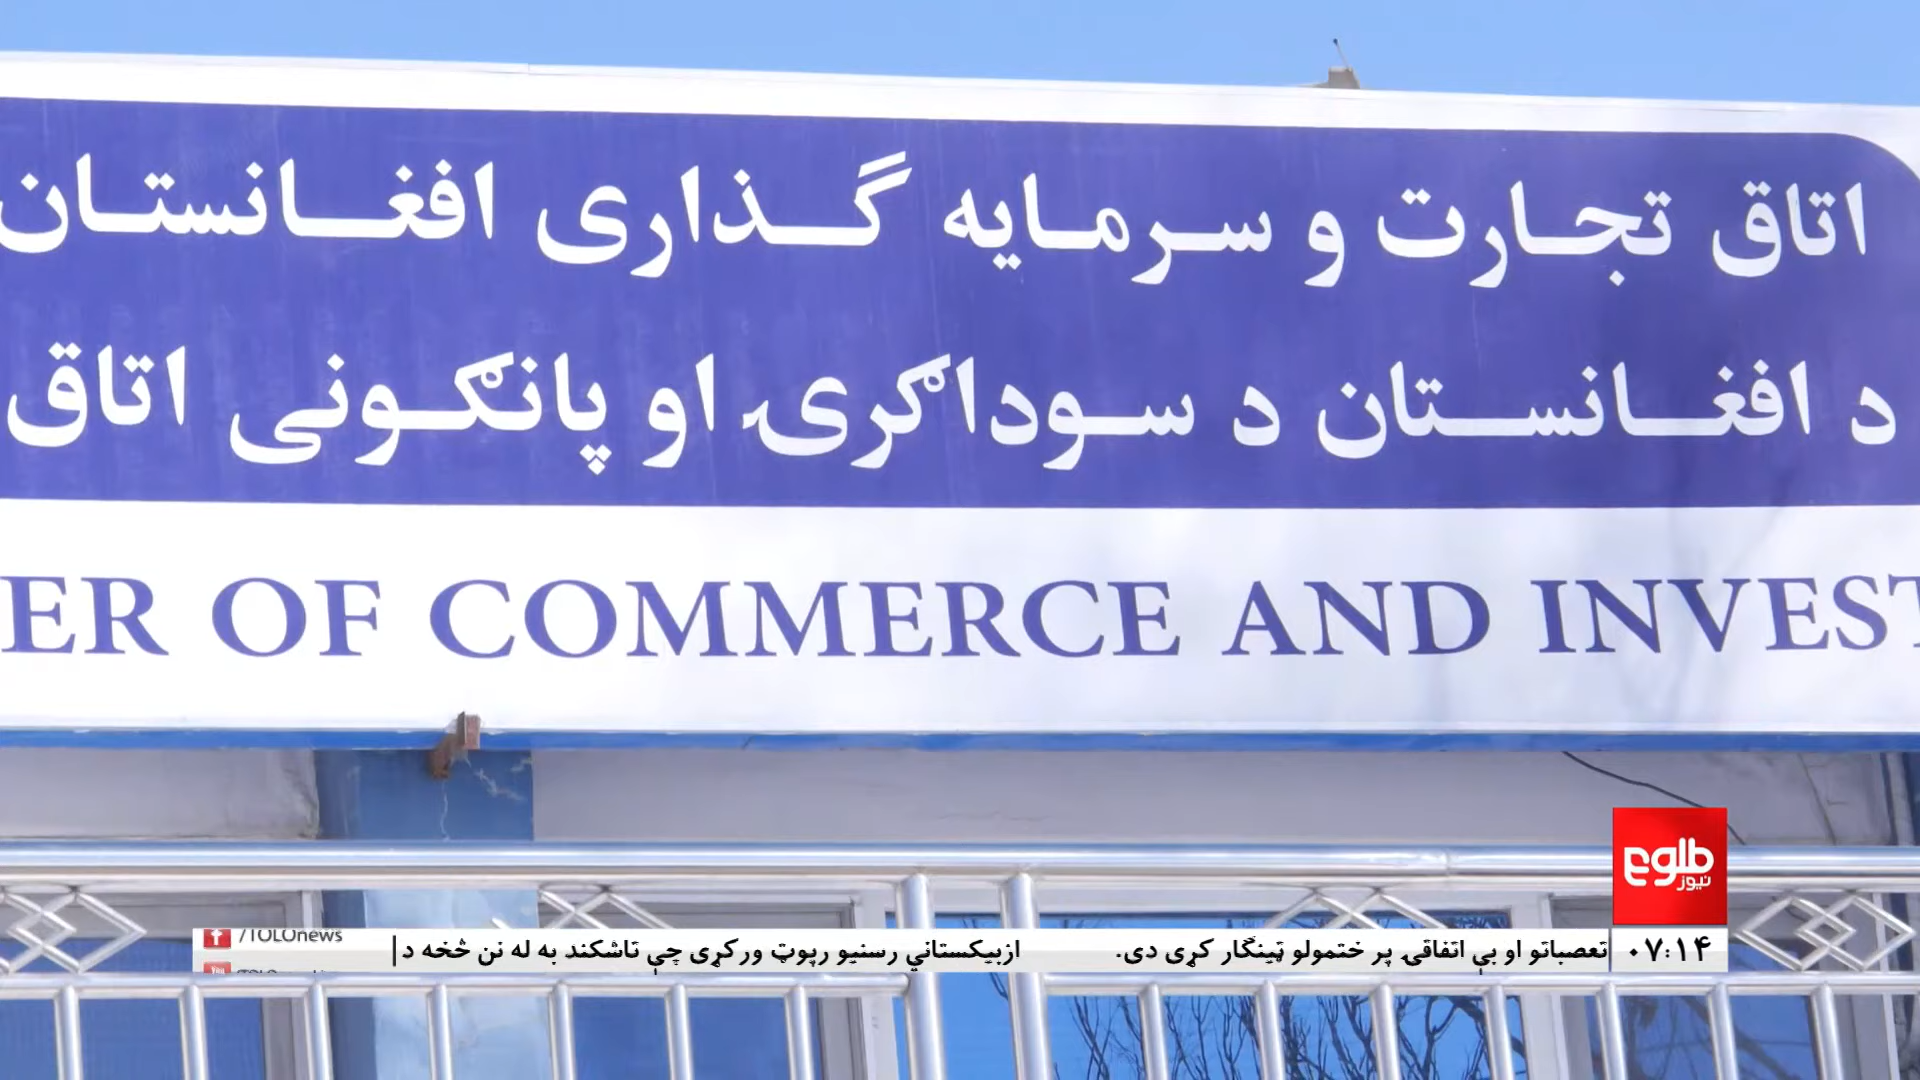 اتاق تجارت و سرمایه گذاری افغانستان
د افغانستان د سوداګرۍ او پانګونی اتاق
ER OF COMMERCE AND INVEST
طلوع
نیوز
/TOLOnews
۰۷:۱۴ تعصباتو او بې اتفاقۍ پر ختمولو ټینګار کړی دی. ازبیکستاني رسنیو رپوټ ورکړی چې تاشکند به له نن څخه د